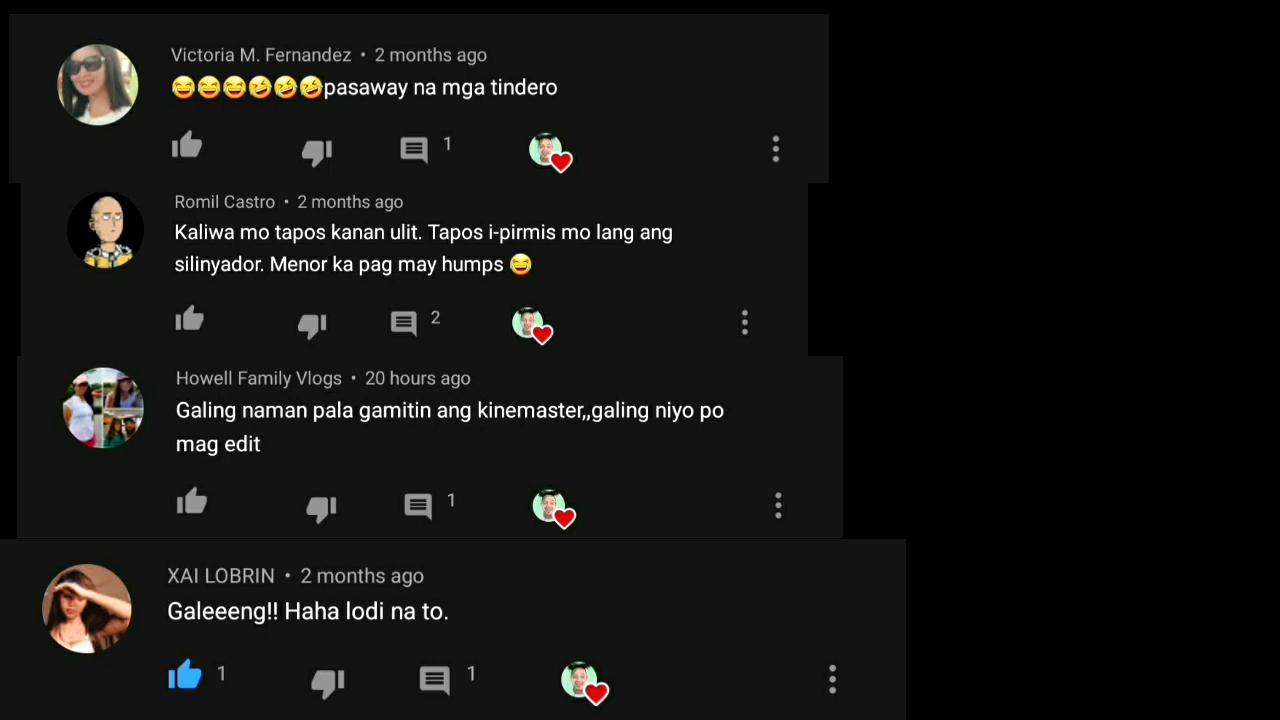 Victoria M. Fernandez • 2 months ago
😂😂😂🤣🤣🤣pasaway na mga tindero
1
Romil Castro • 2 months ago
Kaliwa mo tapos kanan ulit. Tapos i-pirmis mo lang ang
silinyador. Menor ka pag may humps 😂
2
Howell Family Vlogs • 20 hours ago
Galing naman pala gamitin ang kinemaster,,galing niyo po
mag edit
1
XAI LOBRIN • 2 months ago
Galeeeng!! Haha lodi na to.
1 1